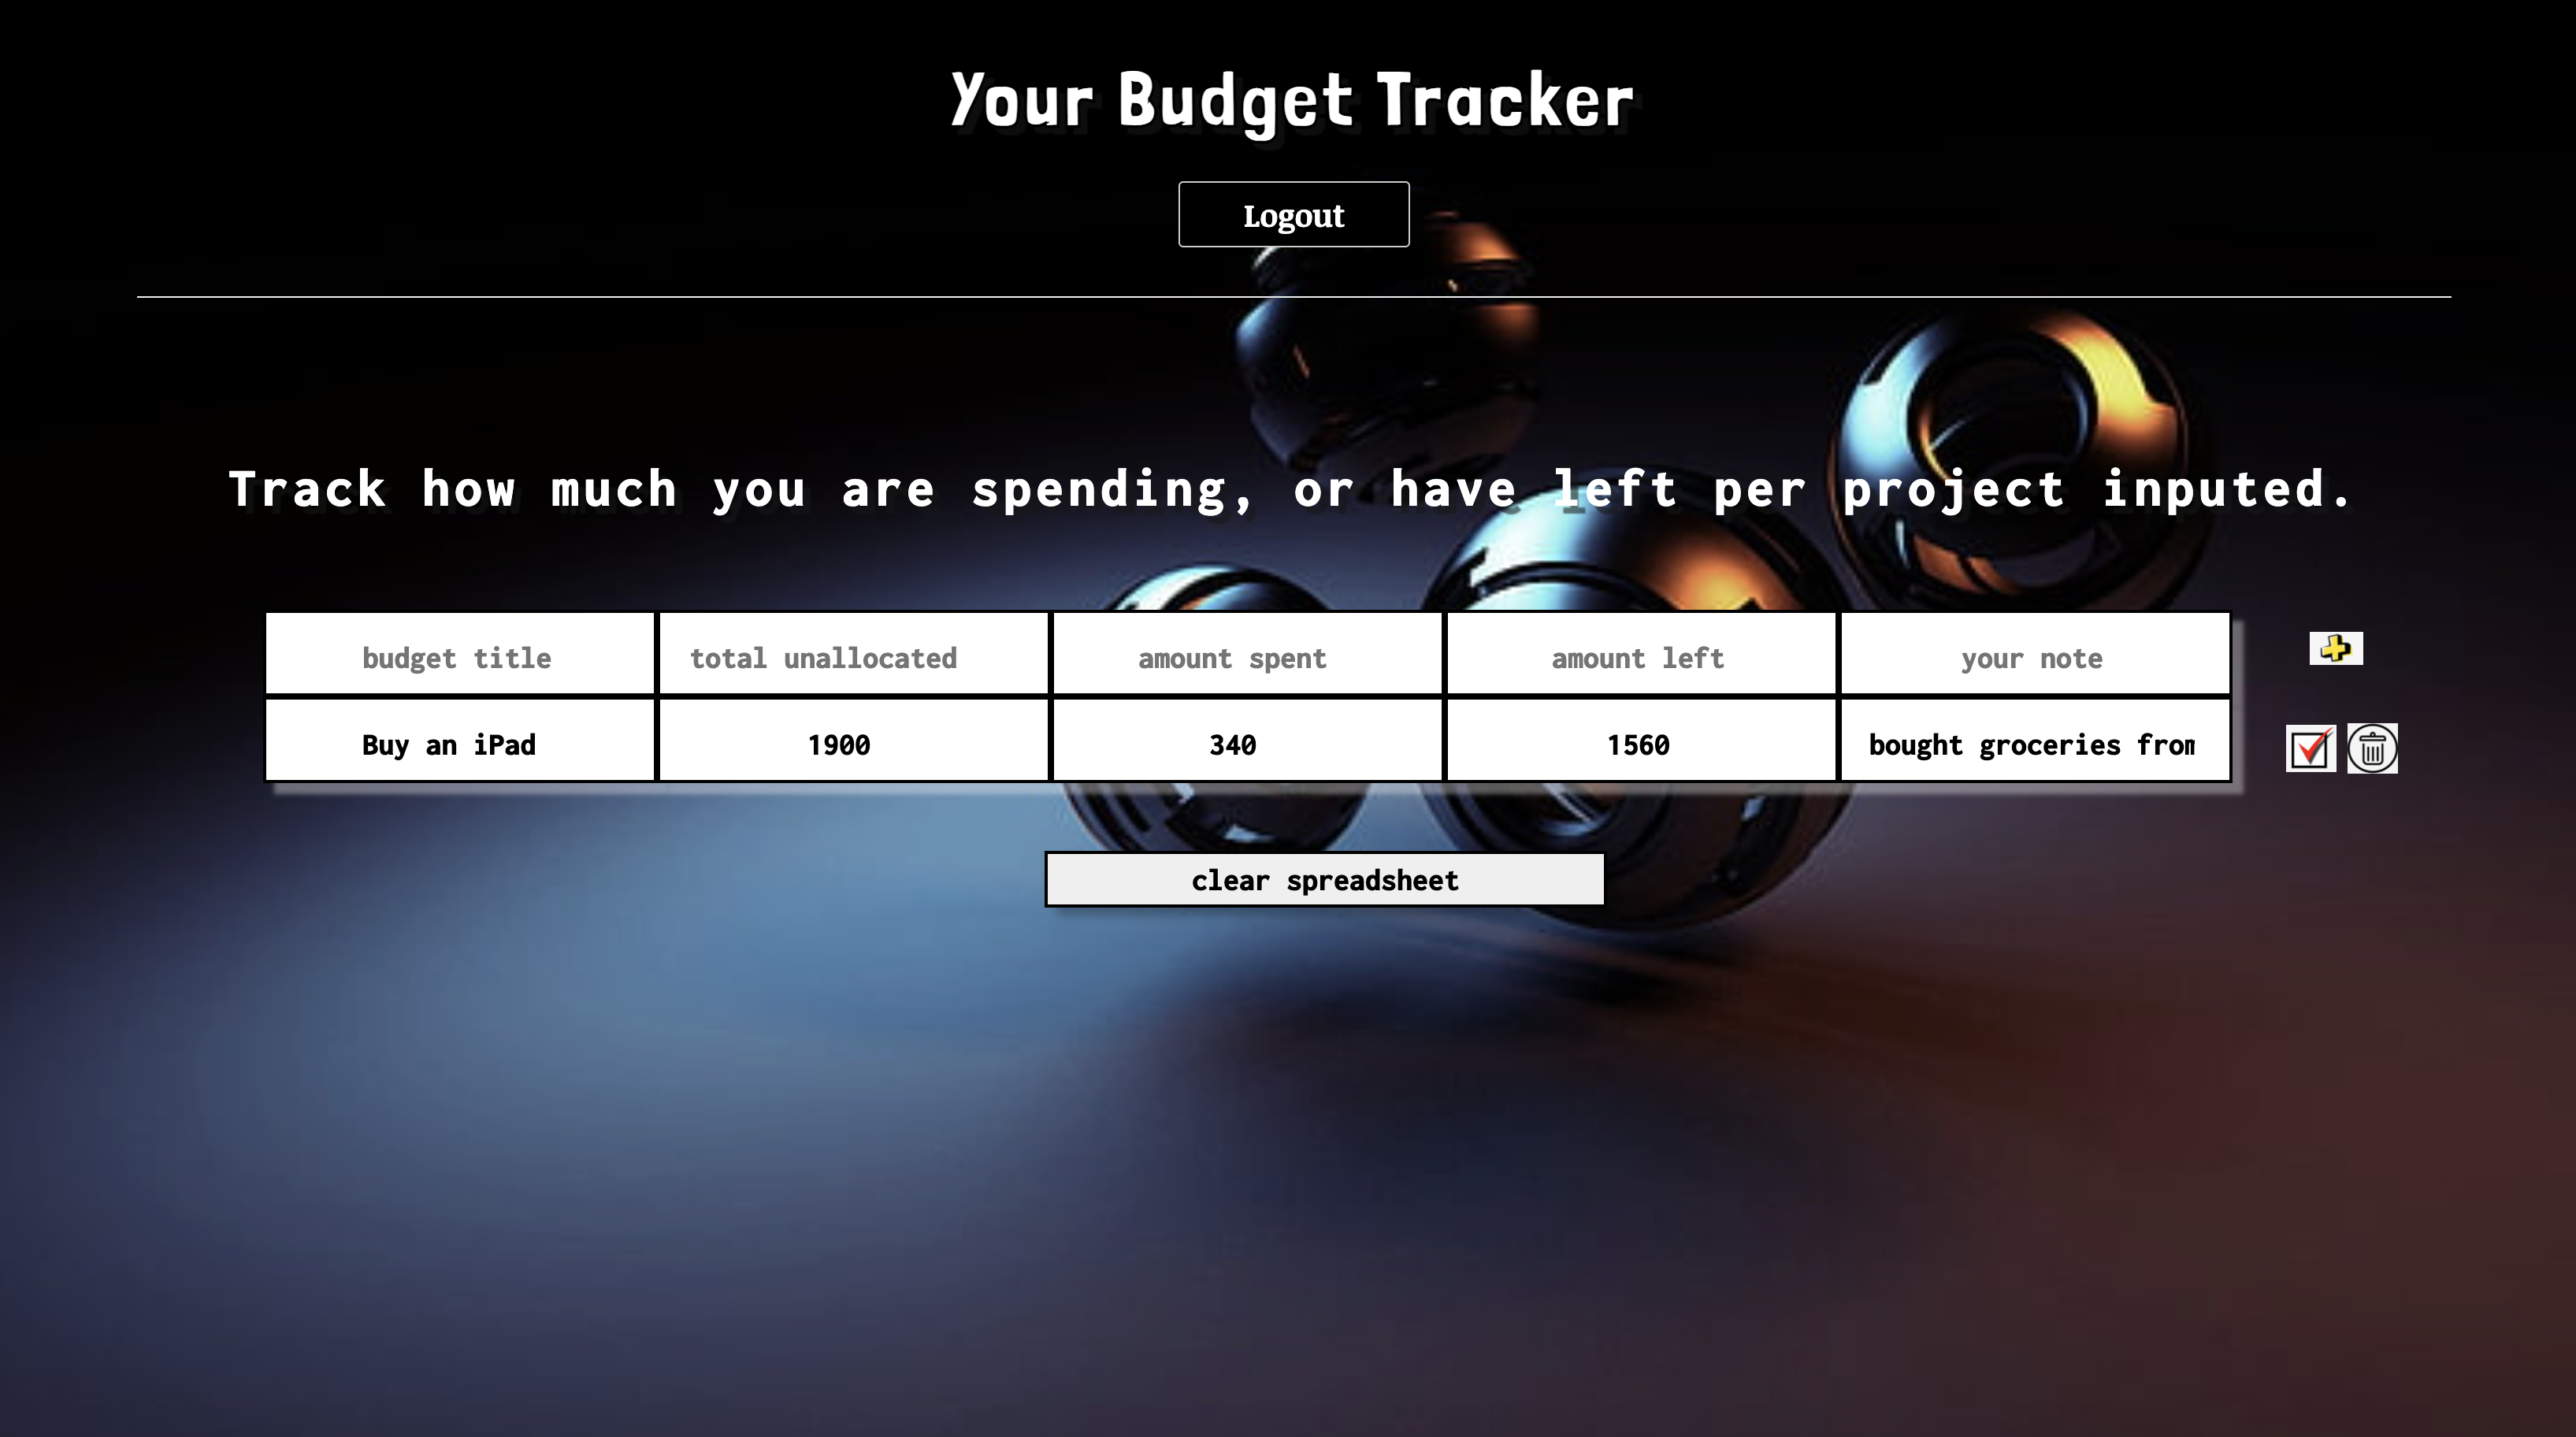 Your Budget Tracker
Logout
Track how much you are spending, or have left per project inputed.
budget title total unallocated amount spent amount left your note
Buy an iPad 1900 340 1560 bought groceries from
clear spreadsheet